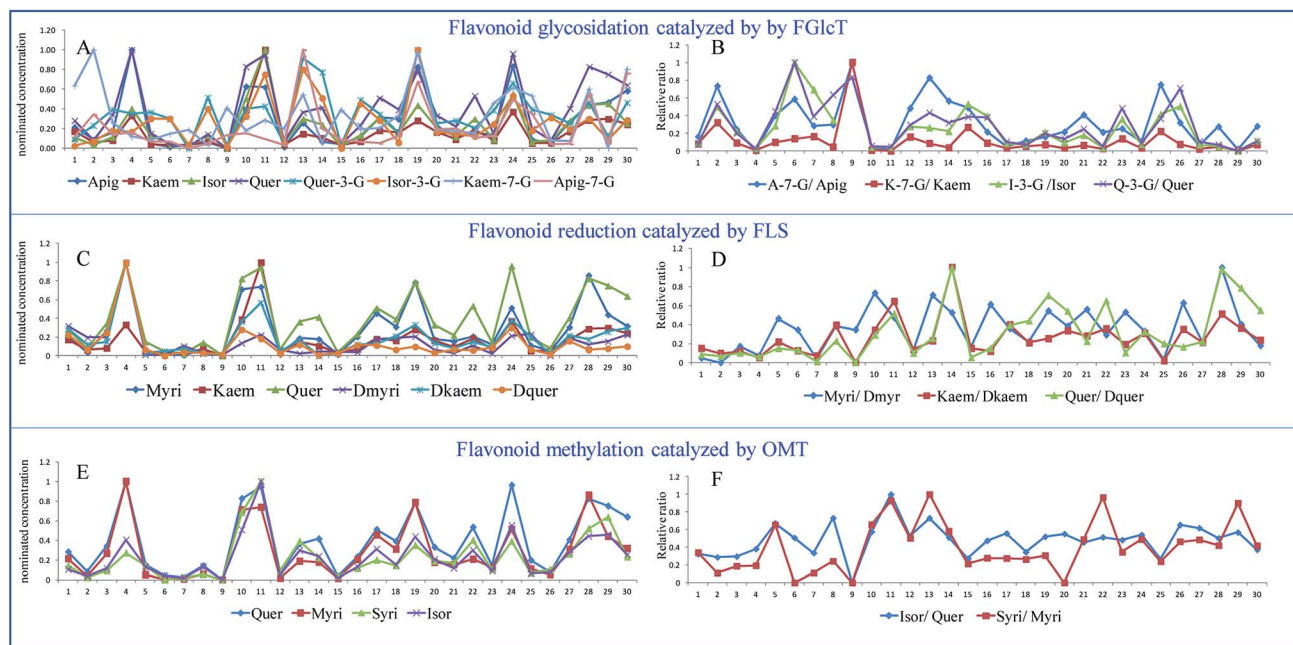 Flavonoid glycosidation catalyzed by by FGlcT
A
nominated concentration
1.20
1.00
0.80
0.60
0.40
0.20
0.00
1 2 3 4 5 6 7 8 9 10 11 12 13 14 15 16 17 18 19 20 21 22 23 24 25 26 27 28 29 30
Apig Kaem Isor Quer Quer-3-G Isor-3-G Kaem-7-G Apig-7-G
B
Relative ratio
1.2
1
0.8
0.6
0.4
0.2
0
1 2 3 4 5 6 7 8 9 10 11 12 13 14 15 16 17 18 19 20 21 22 23 24 25 26 27 28 29 30
A-7-G/ Apig K-7-G/ Kaem I-3-G /Isor Q-3-G/ Quer
Flavonoid reduction catalyzed by FLS
C
nominated concentration
1.2
1
0.8
0.6
0.4
0.2
0
1 2 3 4 5 6 7 8 9 10 11 12 13 14 15 16 17 18 19 20 21 22 23 24 25 26 27 28 29 30
Myri Kaem Quer Dmyri Dkaem Dquer
D
Relative ratio
1.2
1
0.8
0.6
0.4
0.2
0
1 2 3 4 5 6 7 8 9 10 11 12 13 14 15 16 17 18 19 20 21 22 23 24 25 26 27 28 29 30
Myri/ Dmyr Kaem/ Dkaem Quer/ Dquer
Flavonoid methylation catalyzed by OMT
E
nominated concentration
1.2
1
0.8
0.6
0.4
0.2
0
1 2 3 4 5 6 7 8 9 10 11 12 13 14 15 16 17 18 19 20 21 22 23 24 25 26 27 28 29 30
Quer Myri Syri Isor
F
Relative ratio
1.2
1
0.8
0.6
0.4
0.2
0
1 2 3 4 5 6 7 8 9 10 11 12 13 14 15 16 17 18 19 20 21 22 23 24 25 26 27 28 29 30
Isor/ Quer Syri/ Myri